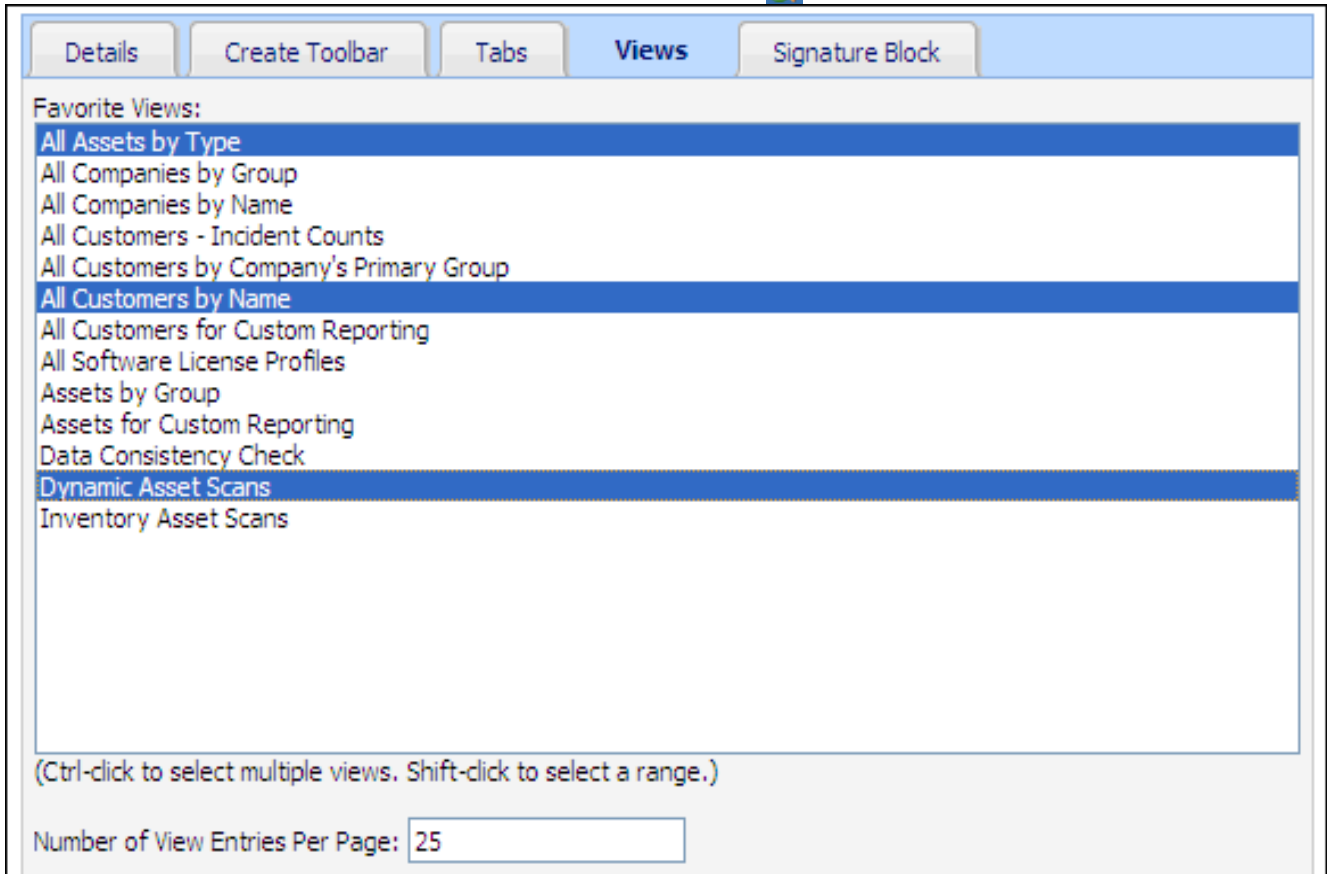 Details Create Toolbar Tabs Views Signature Block
Favorite Views:
All Assets by Type
All Companies by Group
All Companies by Name
All Customers - Incident Counts
All Customers by Company's Primary Group
All Customers by Name
All Customers for Custom Reporting
All Software License Profiles
Assets by Group
Assets for Custom Reporting
Data Consistency Check
Dynamic Asset Scans
Inventory Asset Scans
(Ctrl-click to select multiple views. Shift-click to select a range.)
Number of View Entries Per Page: 25